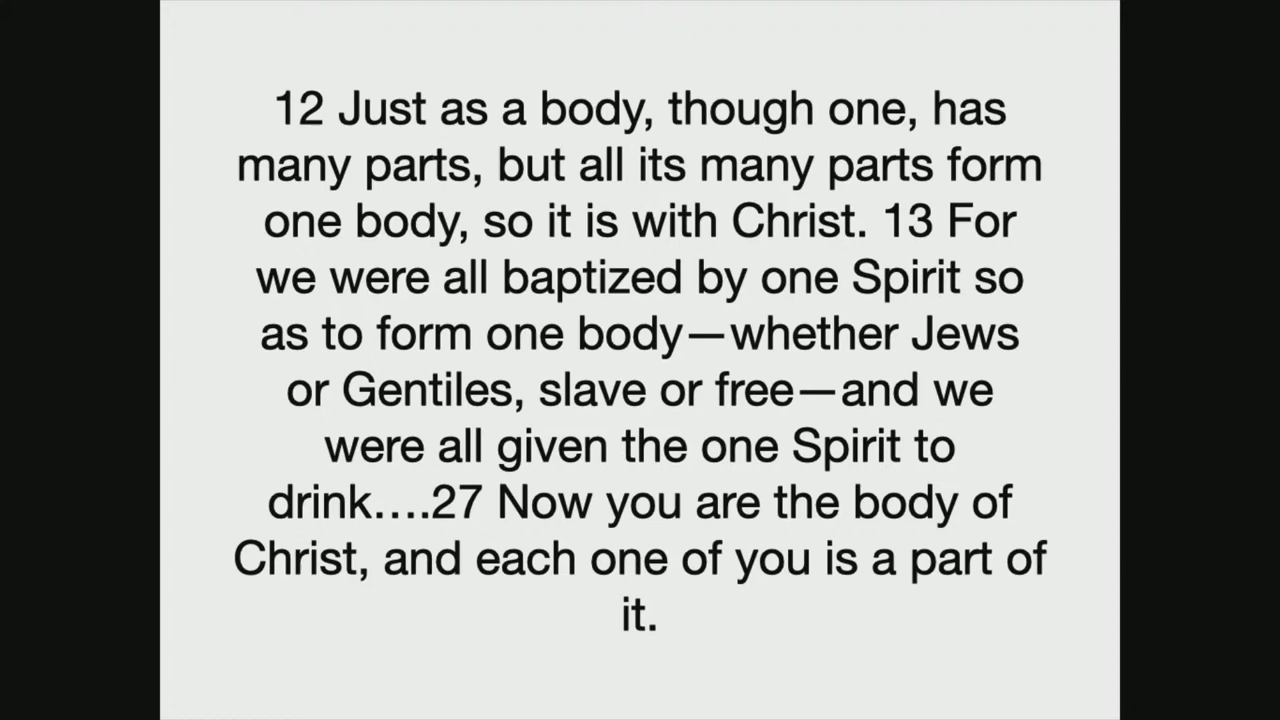 12 Just as a body, though one, has
many parts, but all its many parts form
one body, so it is with Christ. 13 For
we were all baptized by one Spirit so
as to form one body—whether Jews
or Gentiles, slave or free—and we
were all given the one Spirit to
drink….27 Now you are the body of
Christ, and each one of you is a part of
it.